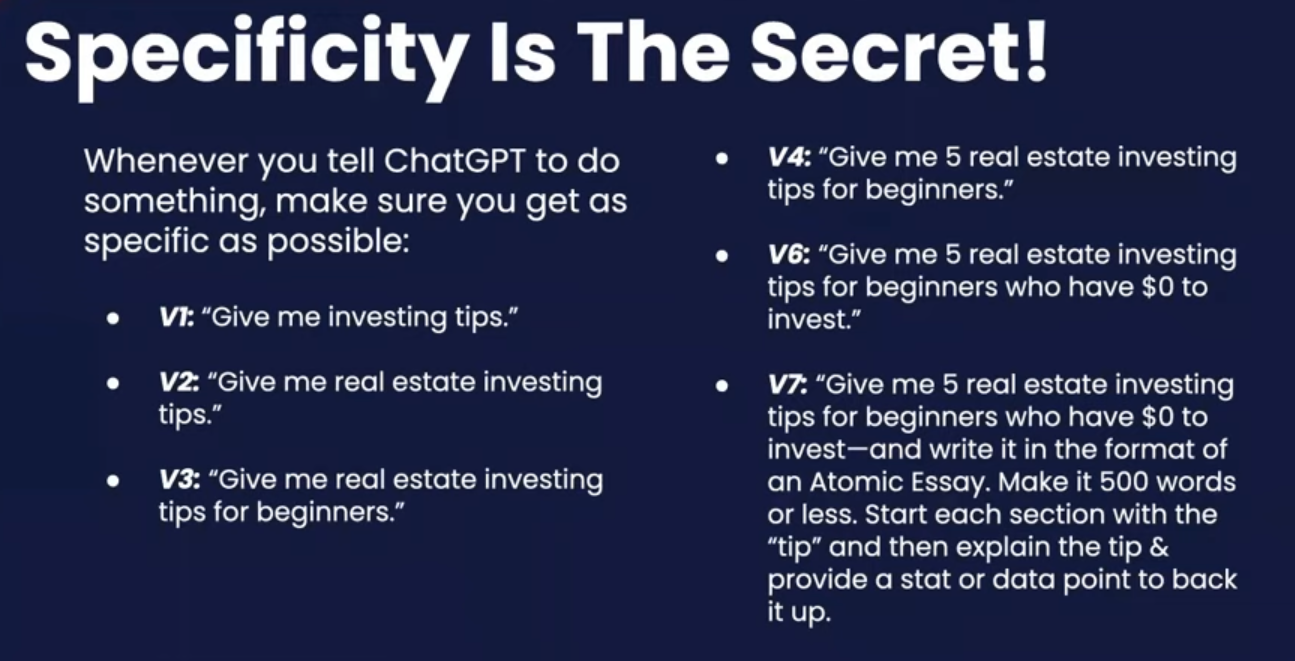 Specificity Is The Secret!
Whenever you tell ChatGPT to do
something, make sure you get as
specific as possible:
● V1: “Give me investing tips.”
● V2: “Give me real estate investing
tips.”
● V3: “Give me real estate investing
tips for beginners.”
● V4: “Give me 5 real estate investing
tips for beginners.”
● V6: “Give me 5 real estate investing
tips for beginners who have $0 to
invest.”
● V7: “Give me 5 real estate investing
tips for beginners who have $0 to
invest—and write it in the format of
an Atomic Essay. Make it 500 words
or less. Start each section with the
“tip” and then explain the tip &
provide a stat or data point to back
it up.